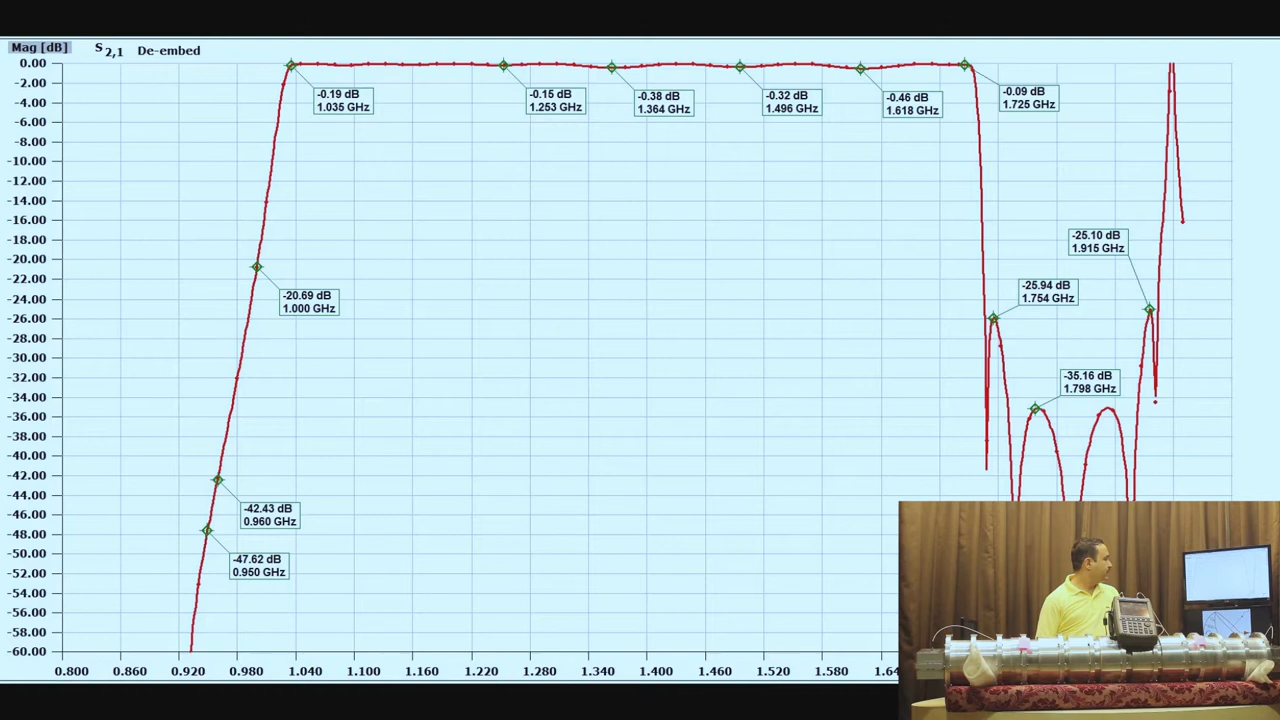 Mag [dB] S 2,1 De-embed
0.00
-2.00
-4.00
-6.00
-8.00
-10.00
-12.00
-14.00
-16.00
-18.00
-20.00
-22.00
-24.00
-26.00
-28.00
-30.00
-32.00
-34.00
-36.00
-38.00
-40.00
-42.00
-44.00
-46.00
-48.00
-50.00
-52.00
-54.00
-56.00
-58.00
-60.00
-0.19 dB
1.035 GHz
-0.15 dB
1.253 GHz
-0.38 dB
1.364 GHz
-0.32 dB
1.496 GHz
-0.46 dB
1.618 GHz
-0.09 dB
1.725 GHz
-25.10 dB
1.915 GHz
-25.94 dB
1.754 GHz
-20.69 dB
1.000 GHz
-35.16 dB
1.798 GHz
-42.43 dB
0.960 GHz
-47.62 dB
0.950 GHz
0.800 0.860 0.920 0.980 1.040 1.100 1.160 1.220 1.280 1.340 1.400 1.460 1.520 1.580 1.64